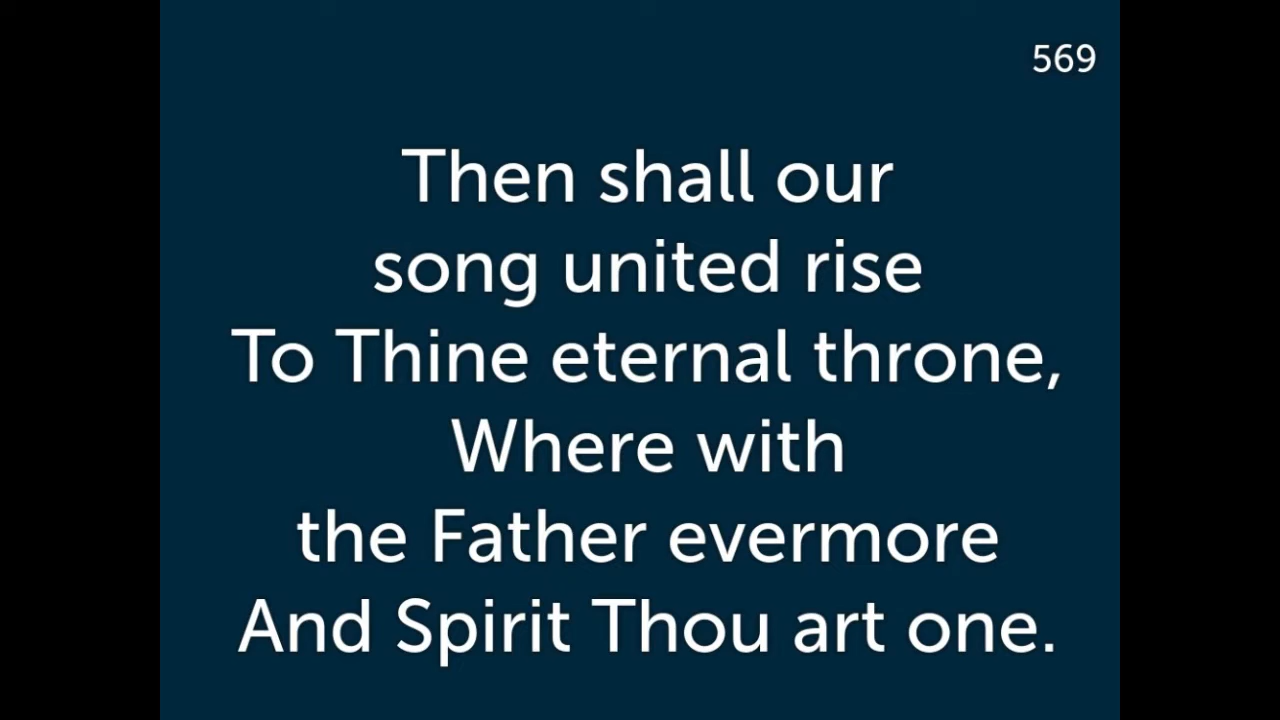 569
Then shall our
song united rise
To Thine eternal throne,
Where with
the Father evermore
And Spirit Thou art one.